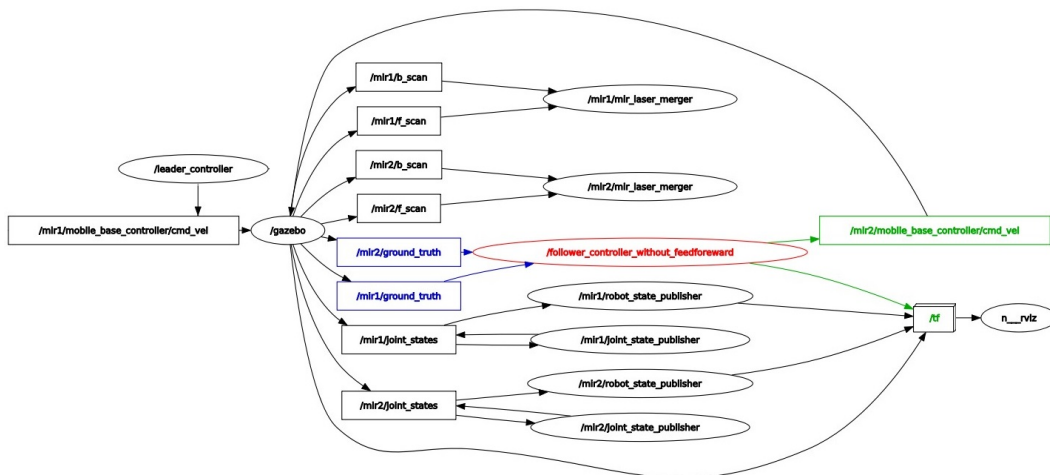 /mir1/b_scan
/mir1/mir_laser_merger
/mir1/f_scan
/leader_controller
/mir2/b_scan
/mir2/mir_laser_merger
/mir2/f_scan
/mir1/mobile_base_controller/cmd_vel
/gazebo
/mir2/mobile_base_controller/cmd_vel
/mir2/ground_truth
/follower_controller_without_feedforeward
/mir1/ground_truth
/mir1/robot_state_publisher
/tf
n___rviz
/mir1/joint_states
/mir1/joint_state_publisher
/mir2/robot_state_publisher
/mir2/joint_states
/mir2/joint_state_publisher